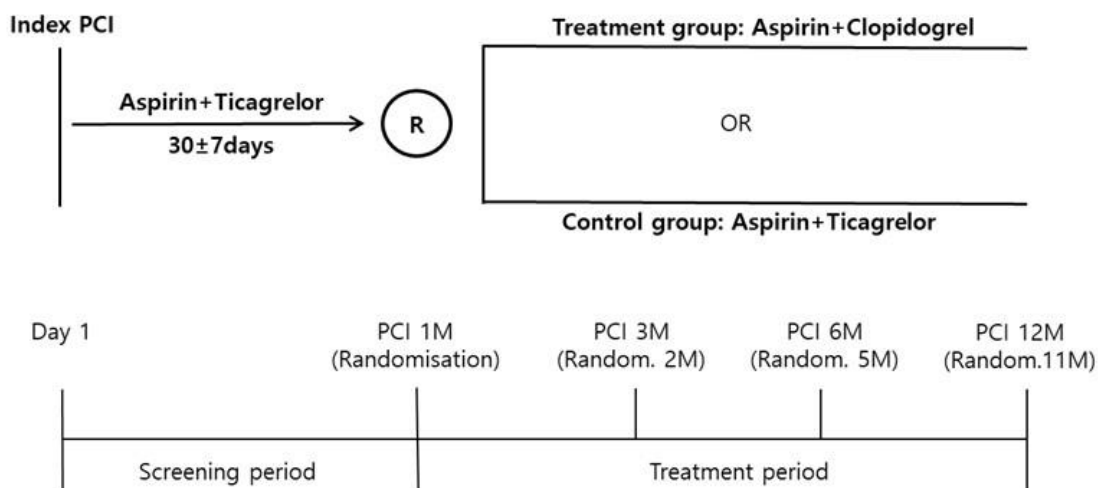 Index PCI
Treatment group: Aspirin+Clopidogrel
Aspirin+Ticagrelor
30±7days
R
OR
Control group: Aspirin+Ticagrelor
Day 1
PCI 1M
(Randomisation)
PCI 3M
(Random. 2M)
PCI 6M
(Random. 5M)
PCI 12M
(Random.11M)
Screening period
Treatment period